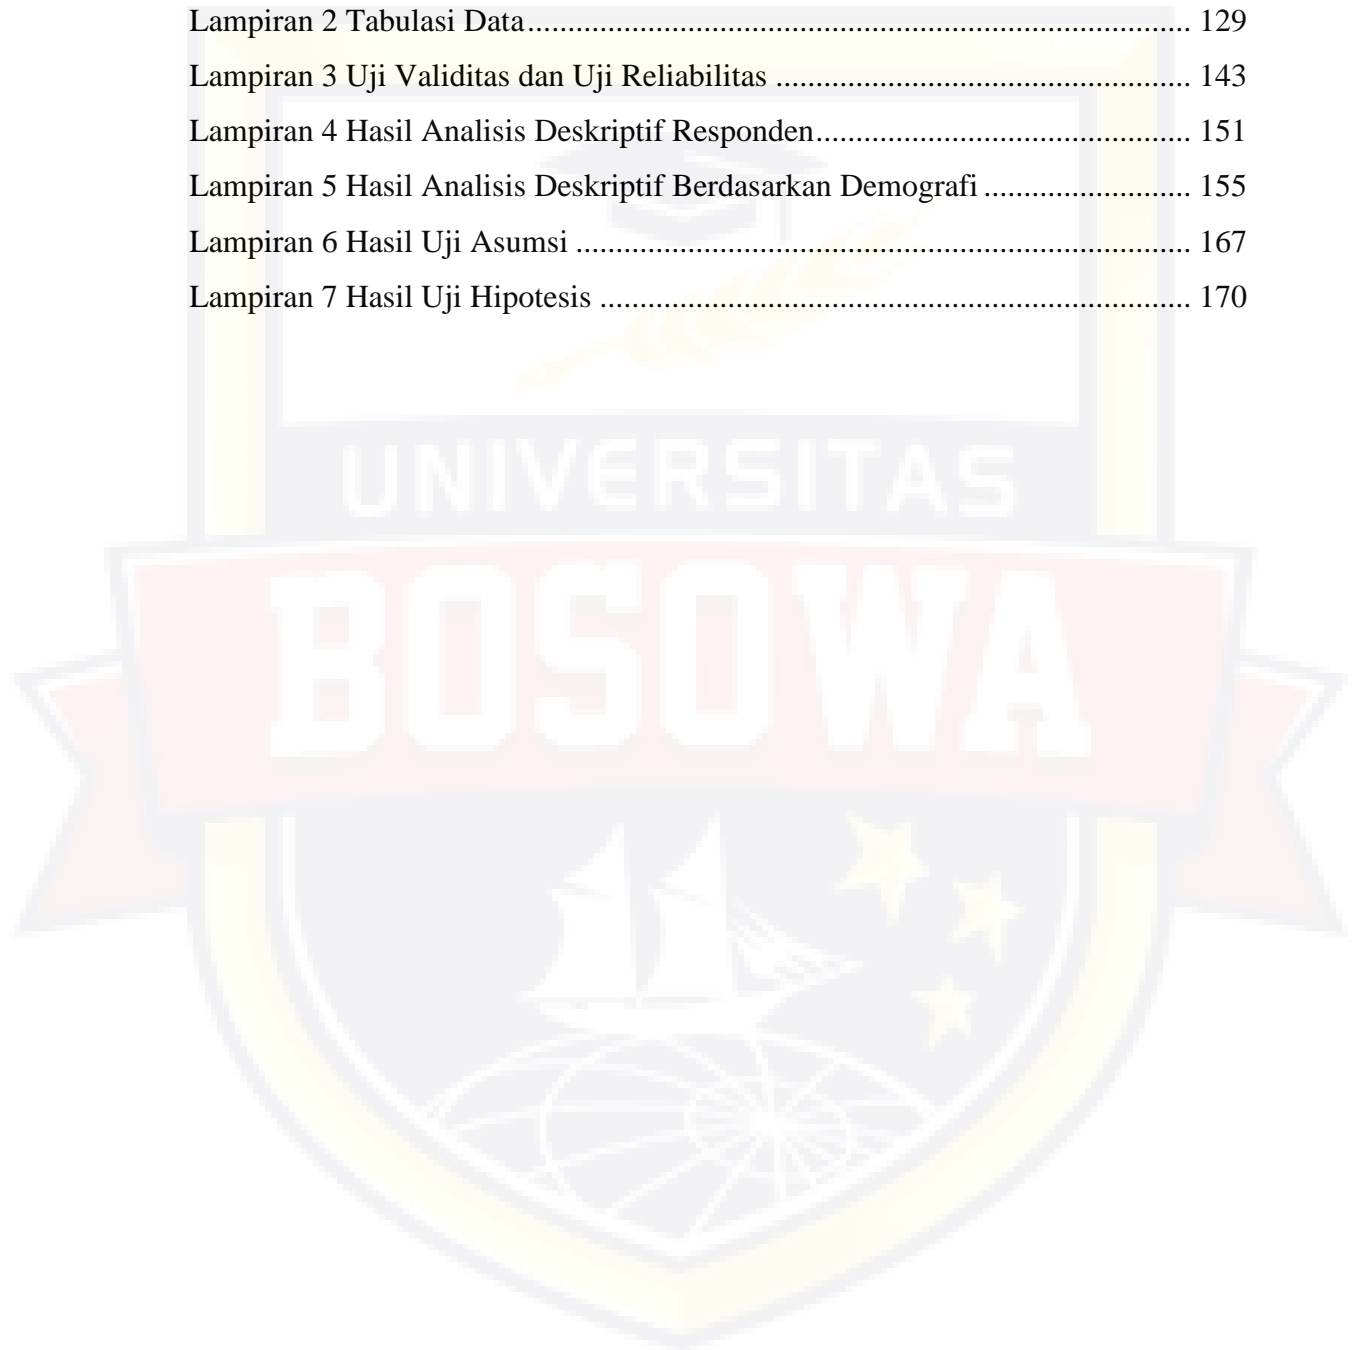 Lampiran 2 Tabulasi Data.................................................................................... 129
Lampiran 3 Uji Validitas dan Uji Reliabilitas .................................................... 143
Lampiran 4 Hasil Analisis Deskriptif Responden............................................... 151
Lampiran 5 Hasil Analisis Deskriptif Berdasarkan Demografi .......................... 155
Lampiran 6 Hasil Uji Asumsi ............................................................................. 167
Lampiran 7 Hasil Uji Hipotesis .......................................................................... 170
UNIVERSITAS
BOSOWA